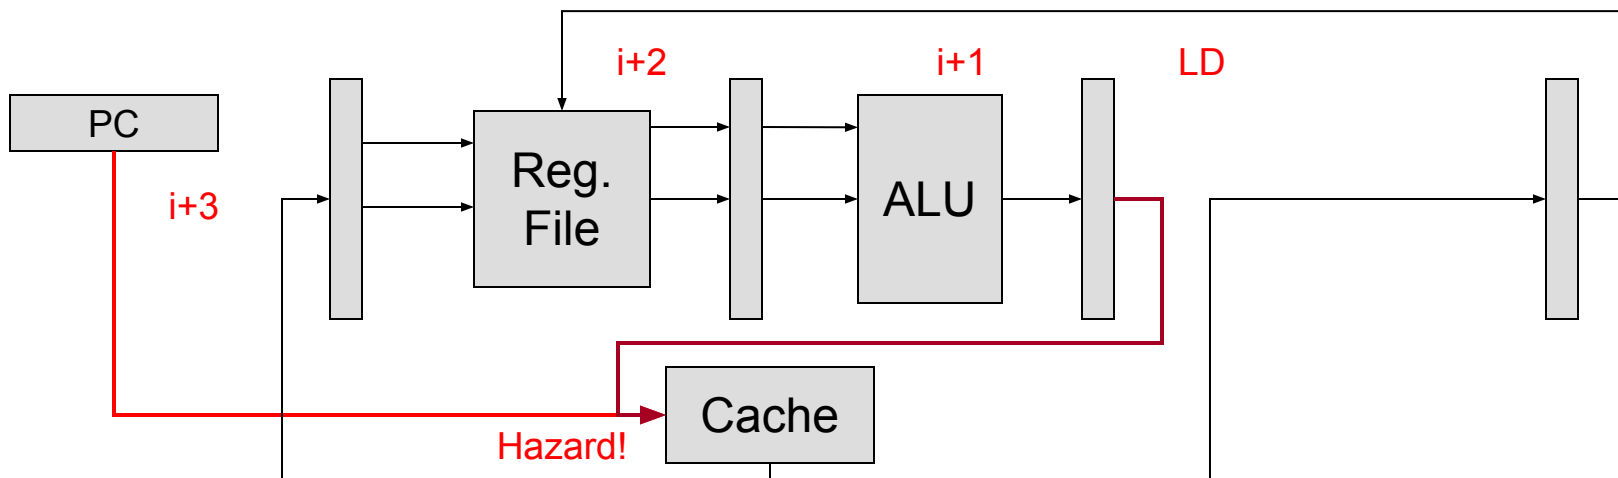 i+2
i+1
LD
PC
Reg.
File
ALU
i+3
Cache
Hazard!